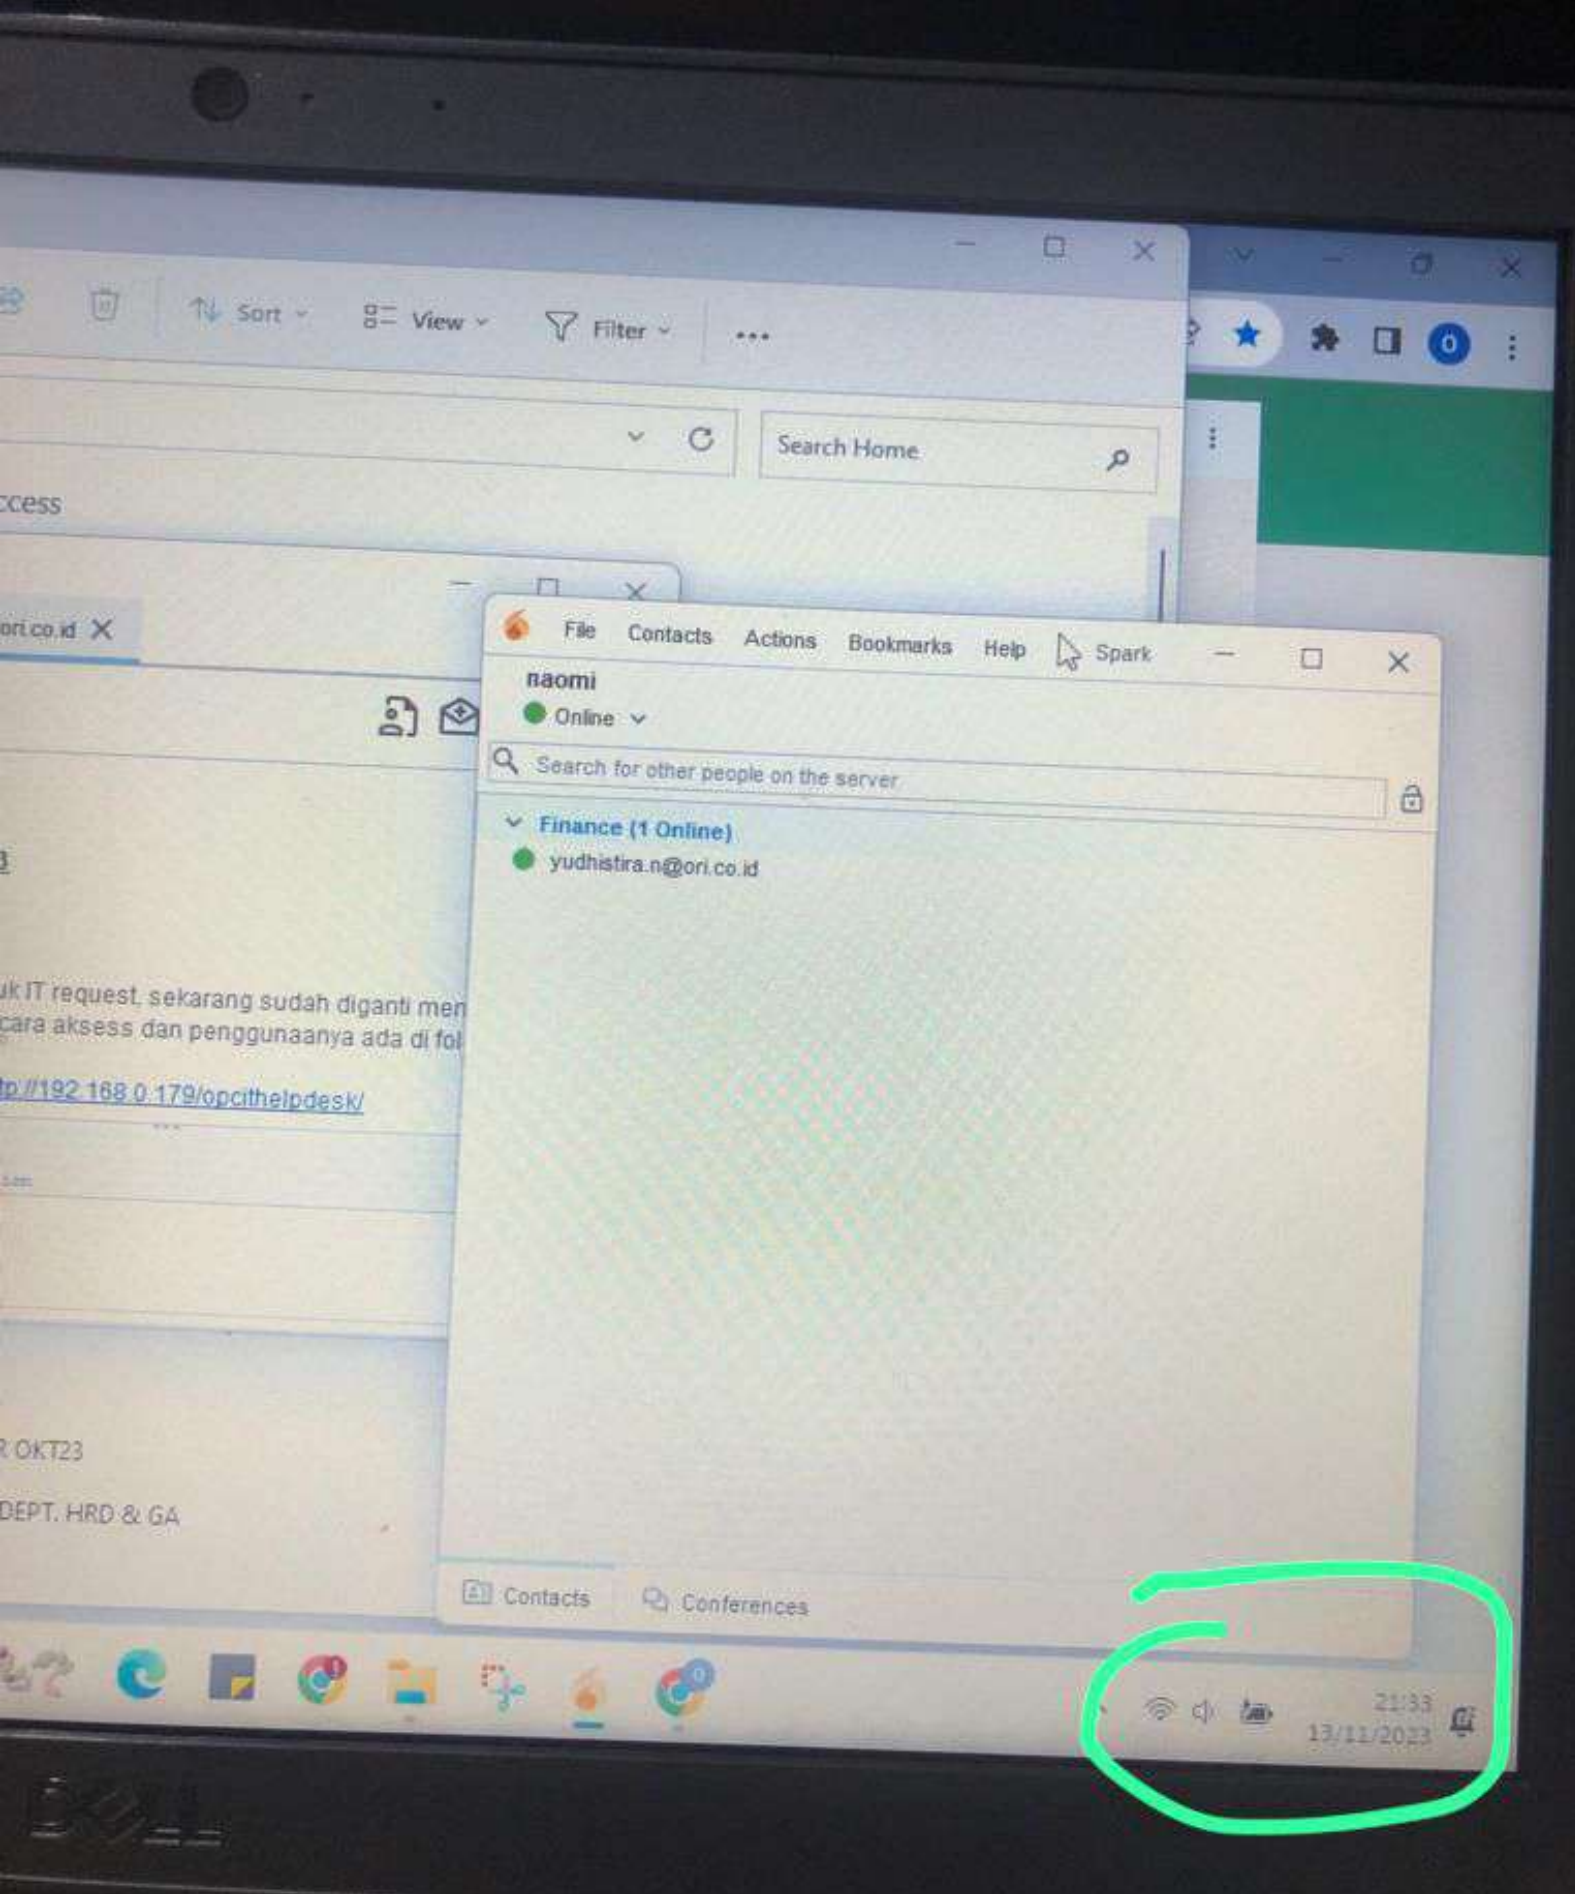 Sort
View
Filter
Search Home
ccess
ori.co.id
File Contacts Actions Bookmarks Help Spark
naomi
Online
Search for other people on the server
Finance (1 Online)
yudhistira.n@ori.co.id
uk IT request, sekarang sudah diganti men
cara aksess dan penggunaanya ada di fol
tp://192.168.0.179/opcithelpdesk/
R OKT23
DEPT. HRD & GA
Contacts
Conferences
21:33
13/11/2023
DELL